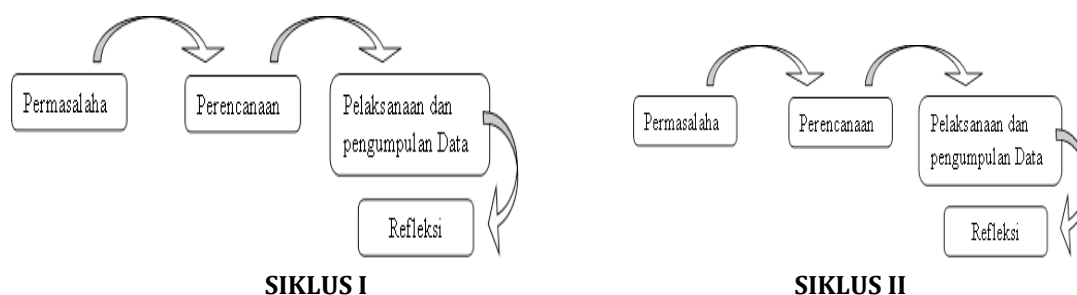 Permasalaha
Perencanaan
Pelaksanaan dan
pengumpulan Data
Refleksi
SIKLUS I
Permasalaha
Perencanaan
Pelaksanaan dan
pengumpulan Data
Refleksi
SIKLUS II